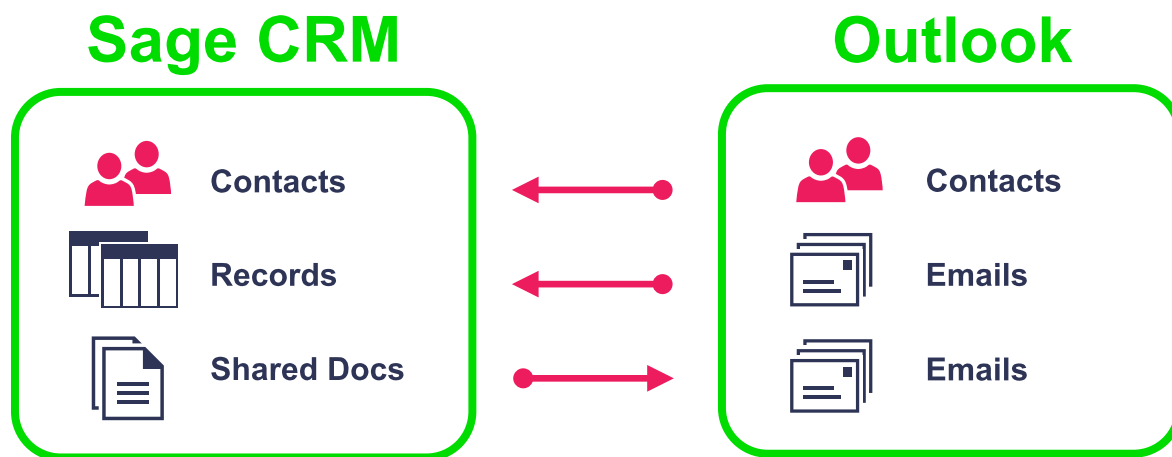 Sage CRM
Outlook
Contacts
Contacts
Records
Emails
Shared Docs
Emails